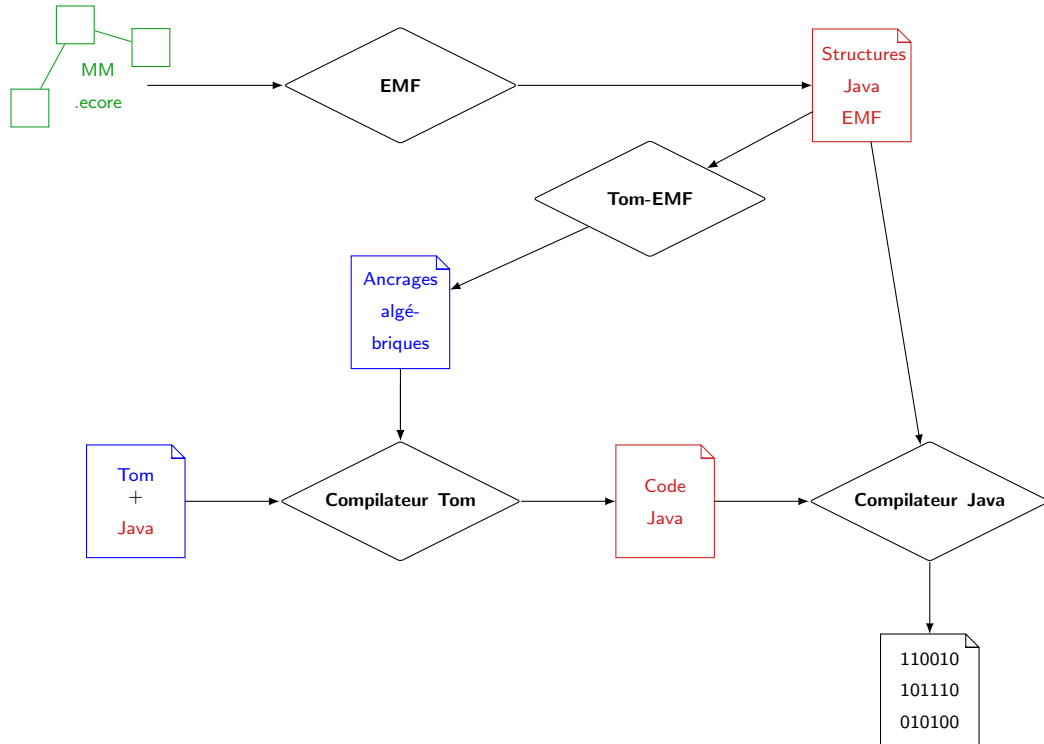 MM
.ecore
EMF
Structures
Java
EMF
Tom-EMF
Ancrages
algé-
briques
Tom
+
Java
Compilateur Tom
Code
Java
Compilateur Java
110010
101110
010100